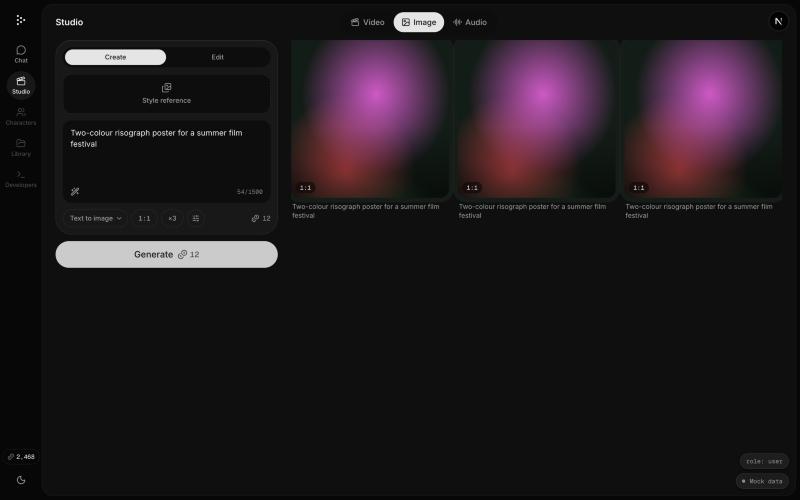 Studio
Video
Image
Audio
N
Chat
Studio
Characters
Library
Developers
Create
Edit
Style reference
Two-colour risograph poster for a summer film
festival
54/1500
Text to image
1:1
×3
12
Generate 12
1:1
1:1
1:1
Two-colour risograph poster for a summer film
festival
Two-colour risograph poster for a summer film
festival
Two-colour risograph poster for a summer film
festival
2,468
role: user
Mock data